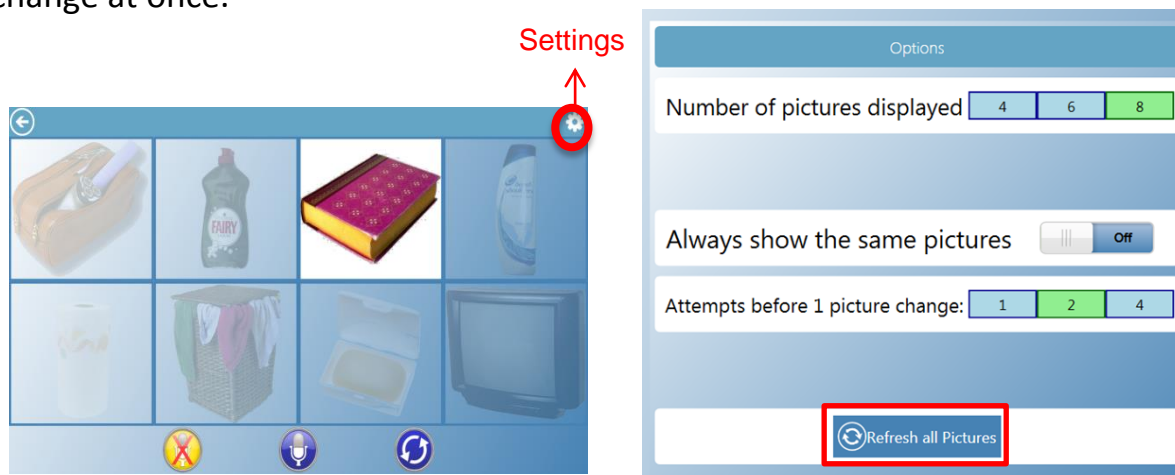 change at once.
Settings
FAIRY
Options
Number of pictures displayed 4 6 8
Always show the same pictures Off
Attempts before 1 picture change: 1 2 4
Refresh all Pictures